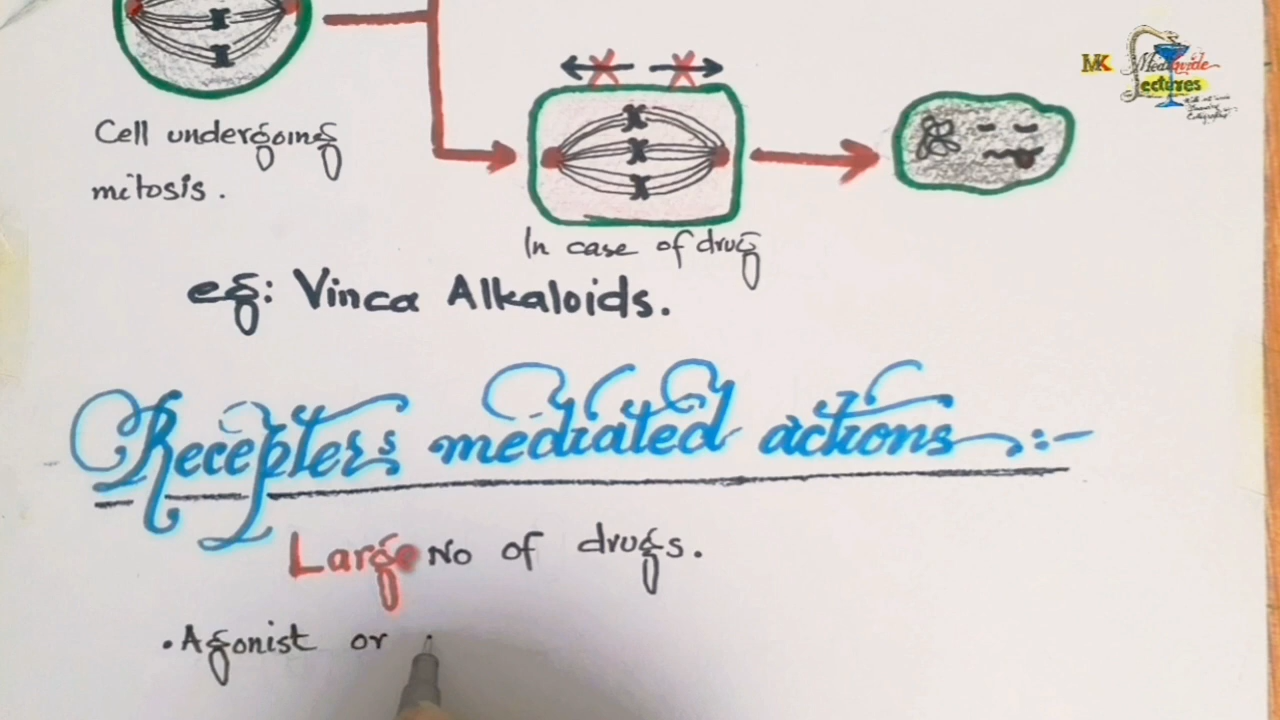 MK Mediguide
Lectures
Cell undergoing
mitosis.
In case of drug
eg: Vinca Alkaloids.
Recepters mediated actions :-
Large No of drugs.
• Agonist or